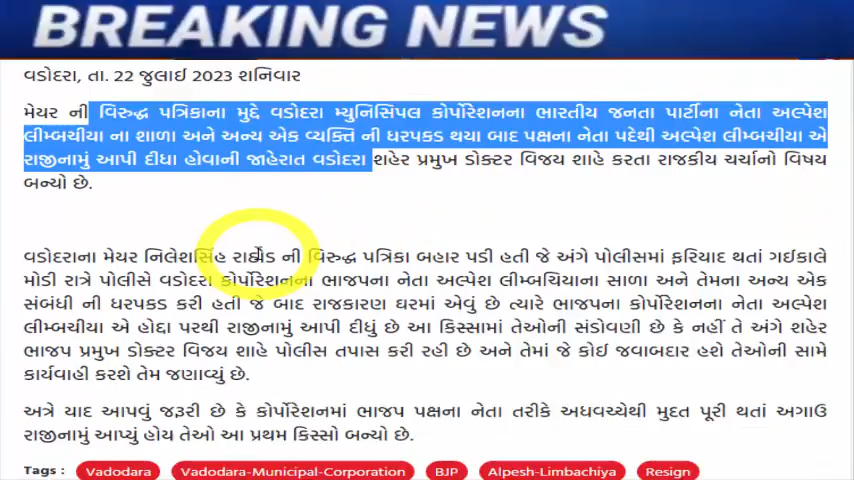 BREAKING NEWS
વડોદરા, તા. 22 જુલાઈ 2023 શનિવાર
મેયર ની વિરુદ્ધ પત્રિકાના મુદ્દે વડોદરા મ્યુનિસિપલ કોર્પોરેશનના ભારતીય જનતા પાર્ટીના નેતા અલ્પેશ
લીમ્બચીયા ના શાળા અને અન્ય એક વ્યક્તિ ની ધરપકડ થયા બાદ પક્ષના નેતા પદેથી અલ્પેશ લીમ્બચીયા એ
રાજીનામું આપી દીધા હોવાની જાહેરાત વડોદરા શહેર પ્રમુખ ડોક્ટર વિજય શાહે કરતા રાજકીય ચર્ચાનો વિષય
બન્યો છે.
વડોદરાના મેયર નિલેશસિંહ રાઠોડ ની વિરુદ્ધ પત્રિકા બહાર પડી હતી જે અંગે પોલીસમાં ફરિયાદ થતાં ગઈકાલે
મોડી રાત્રે પોલીસે વડોદરા કોર્પોરેશનના ભાજપના નેતા અલ્પેશ લીમ્બચિયાના સાળા અને તેમના અન્ય એક
સંબંધી ની ધરપકડ કરી હતી જે બાદ રાજકારણ ઘરમાં એવું છે ત્યારે ભાજપના કોર્પોરેશનના નેતા અલ્પેશ
લીમ્બચીયા એ હોદ્દા પરથી રાજીનામું આપી દીધું છે આ કિસ્સામાં તેઓની સંડોવણી છે કે નહીં તે અંગે શહેર
ભાજપ પ્રમુખ ડોક્ટર વિજય શાહે પોલીસ તપાસ કરી રહી છે અને તેમાં જે કોઈ જવાબદાર હશે તેઓની સામે
કાર્યવાહી કરશે તેમ જણાવ્યું છે.
અત્રે યાદ આપવું જરૂરી છે કે કોર્પોરેશનમાં ભાજપ પક્ષના નેતા તરીકે અધવચ્ચેથી મુદત પૂરી થતાં અગાઉ
રાજીનામું આપ્યું હોય તેઓ આ પ્રથમ કિસ્સો બન્યો છે.
Tags : Vadodara Vadodara-Municipal-Corporation BJP Alpesh-Limbachiya Resign